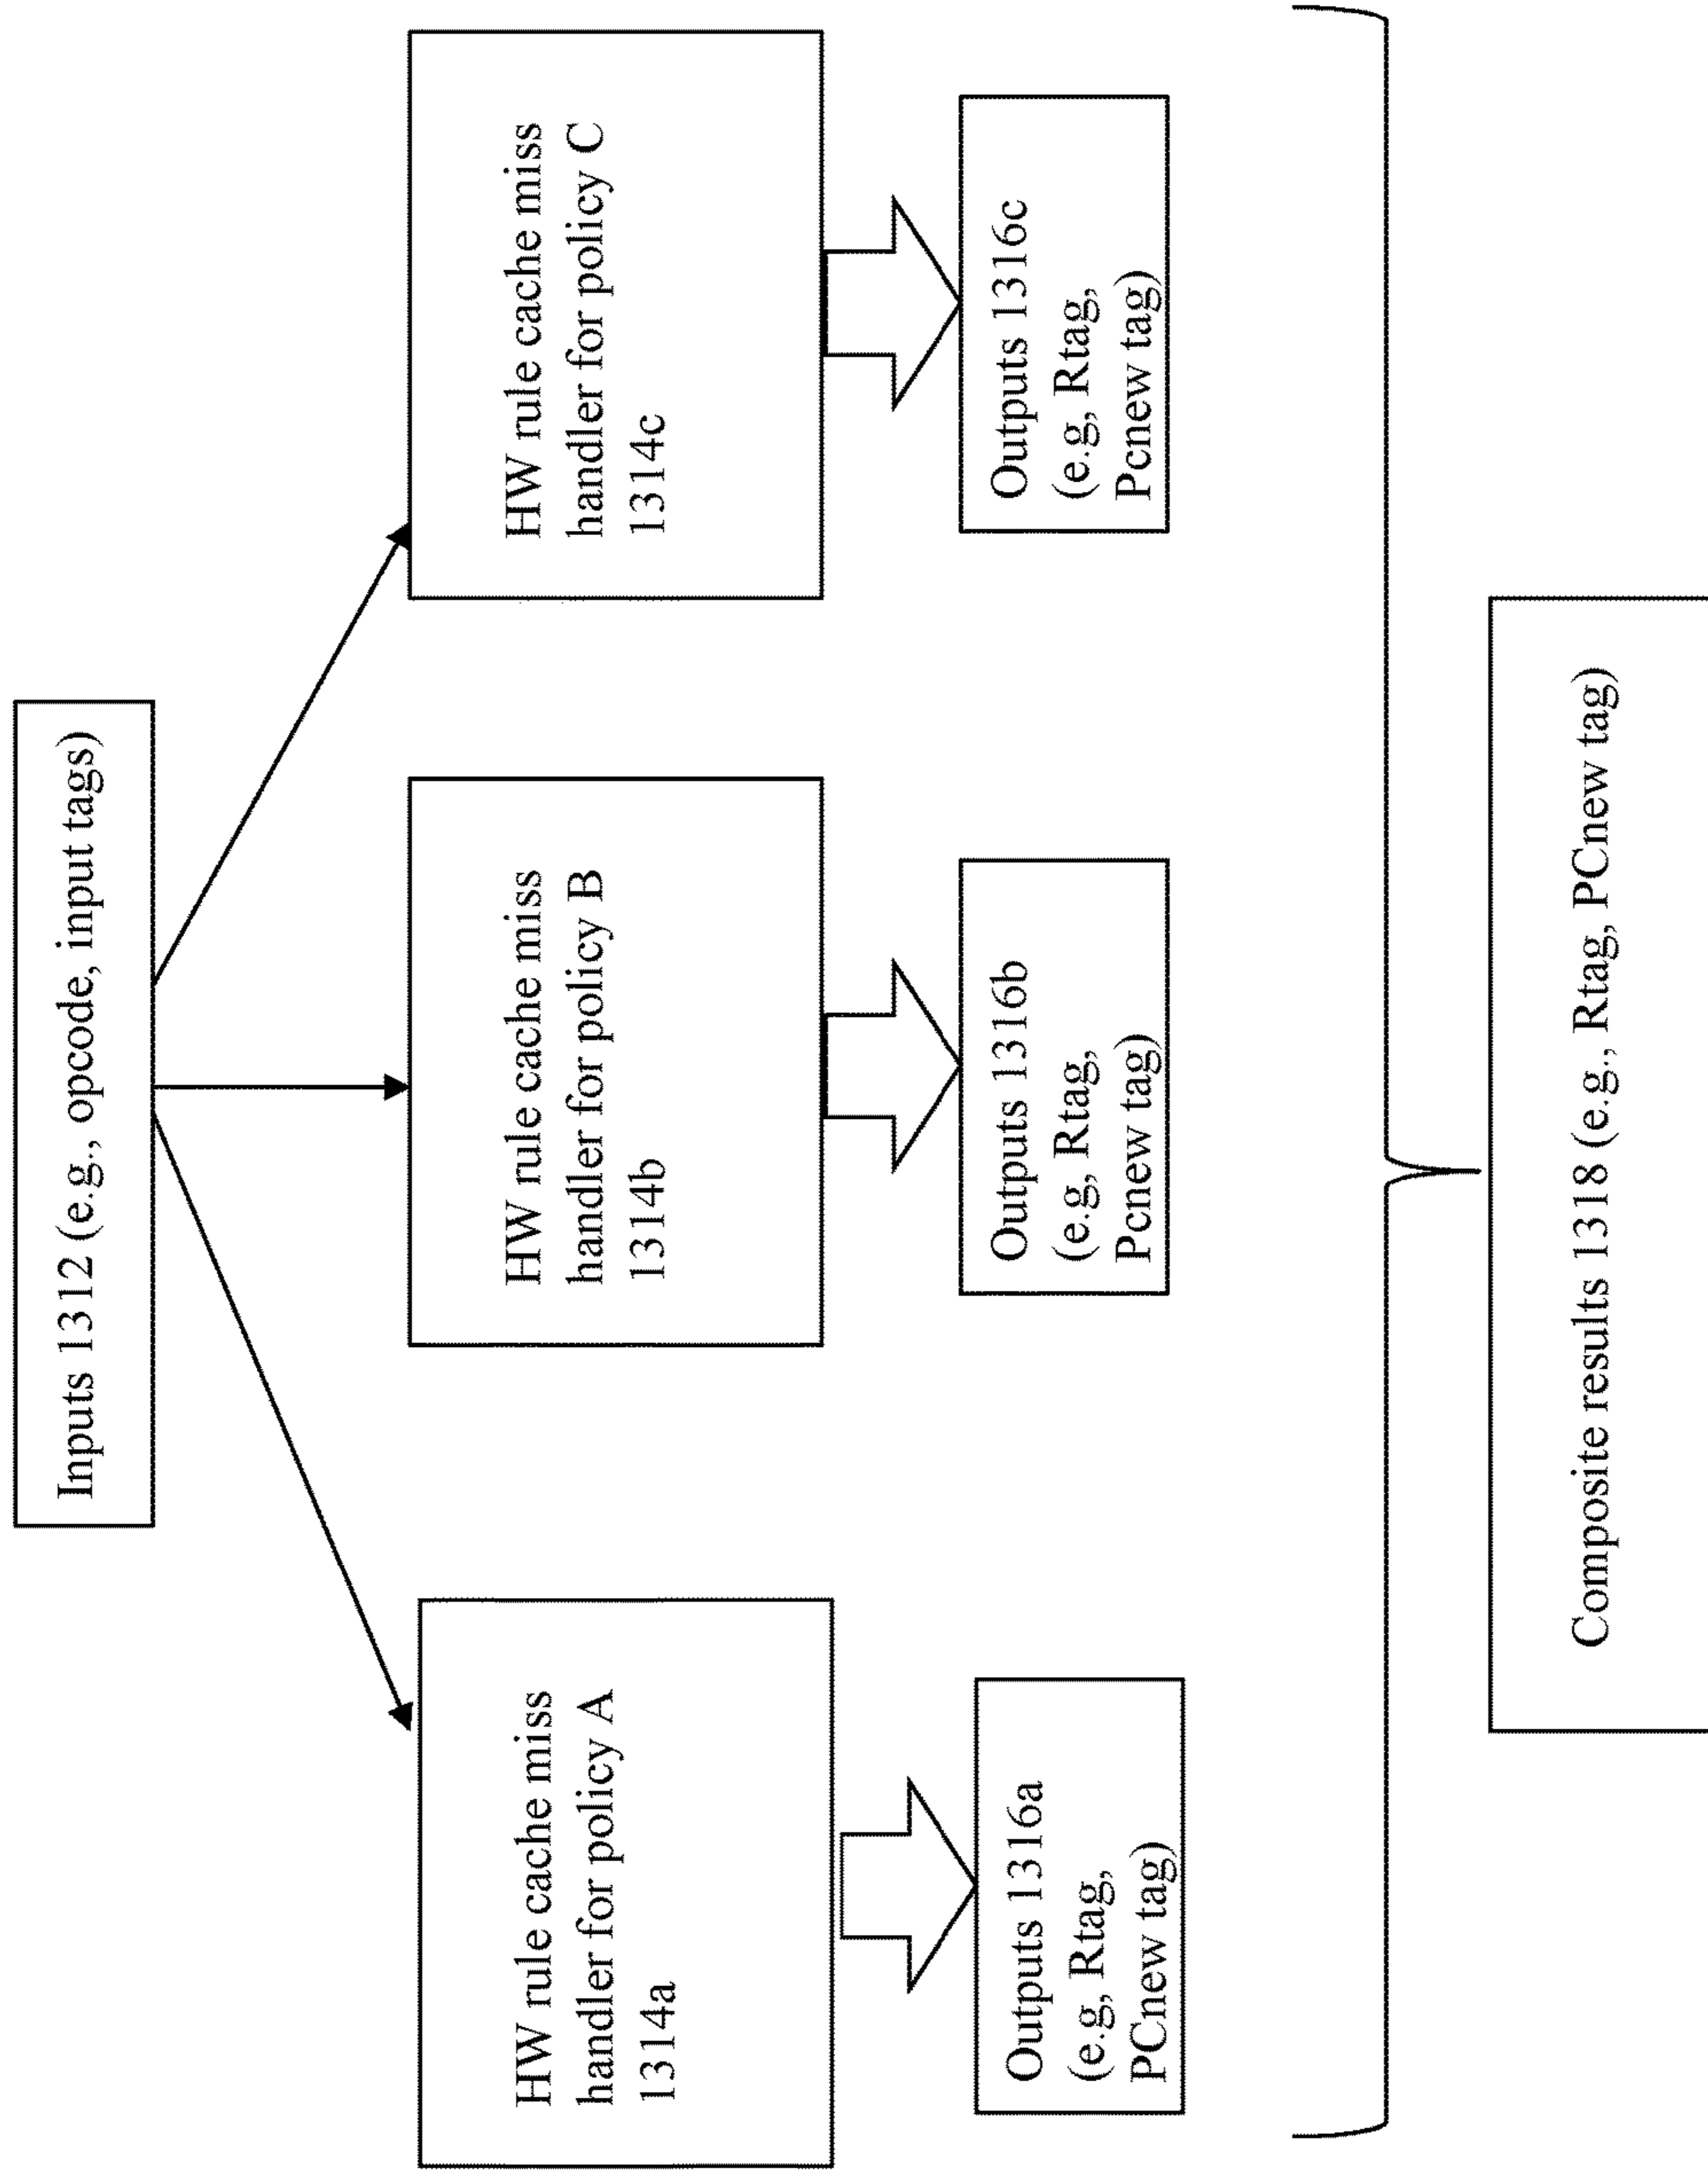 Inputs 1312 (e.g., opcode, input tags)
HW rule cache miss
handler for policy A
1314a
HW rule cache miss
handler for policy B
1314b
HW rule cache miss
handler for policy C
1314c
Outputs 1316a
(e.g, Rtag,
PCnew tag)
Outputs 1316b
(e.g, Rtag,
Pcnew tag)
Outputs 1316c
(e.g, Rtag,
Pcnew tag)
Composite results 1318 (e.g., Rtag, PCnew tag)